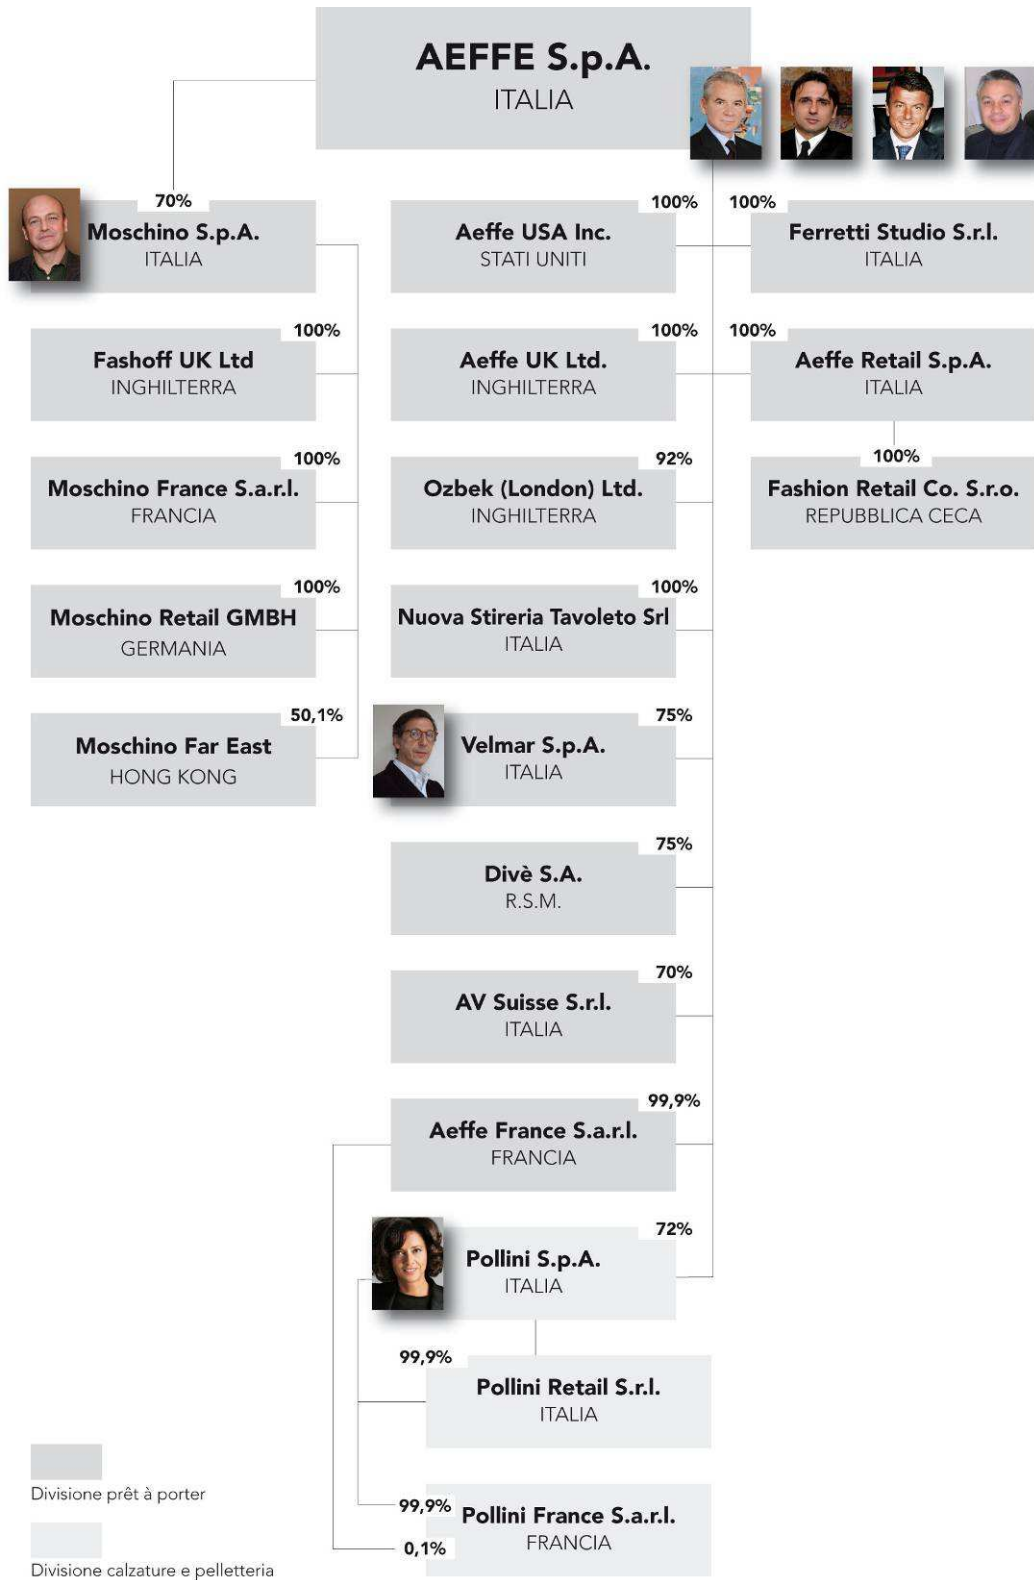 AEFFE S.p.A.
ITALIA
70%
Moschino S.p.A.
ITALIA
100%
Fashoff UK Ltd
INGHILTERRA
100%
Moschino France S.a.r.l.
FRANCIA
100%
Moschino Retail GMBH
GERMANIA
50,1%
Moschino Far East
HONG KONG
100%
Aeffe USA Inc.
STATI UNITI
100%
Ferretti Studio S.r.l.
ITALIA
100%
Aeffe UK Ltd.
INGHILTERRA
100%
Aeffe Retail S.p.A.
ITALIA
92%
Ozbek (London) Ltd.
INGHILTERRA
100%
Fashion Retail Co. S.r.o.
REPUBBLICA CECA
100%
Nuova Stireria Tavoleto Srl
ITALIA
75%
Velmar S.p.A.
ITALIA
75%
Divè S.A.
R.S.M.
70%
AV Suisse S.r.l.
ITALIA
99,9%
Aeffe France S.a.r.l.
FRANCIA
72%
Pollini S.p.A.
ITALIA
99,9%
Pollini Retail S.r.l.
ITALIA
99,9%
Pollini France S.a.r.l.
FRANCIA
0,1%
Divisione prêt à porter
Divisione calzature e pelletteria